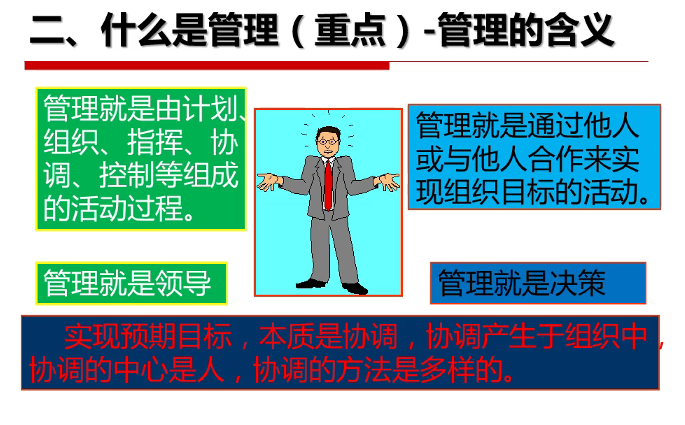 二、什么是管理（重点）-管理的含义
管理就是由计划、
组织、指挥、协
调、控制等组成
的活动过程。
管理就是通过他人
或与他人合作来实
现组织目标的活动。
管理就是领导
管理就是决策
实现预期目标，本质是协调，协调产生于组织中，
协调的中心是人，协调的方法是多样的。